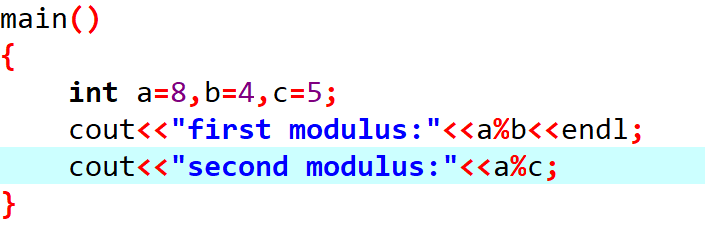 main()
{
    int a=8,b=4,c=5;
    cout<<"first modulus:"<<a%b<<endl;
    cout<<"second modulus:"<<a%c;
}